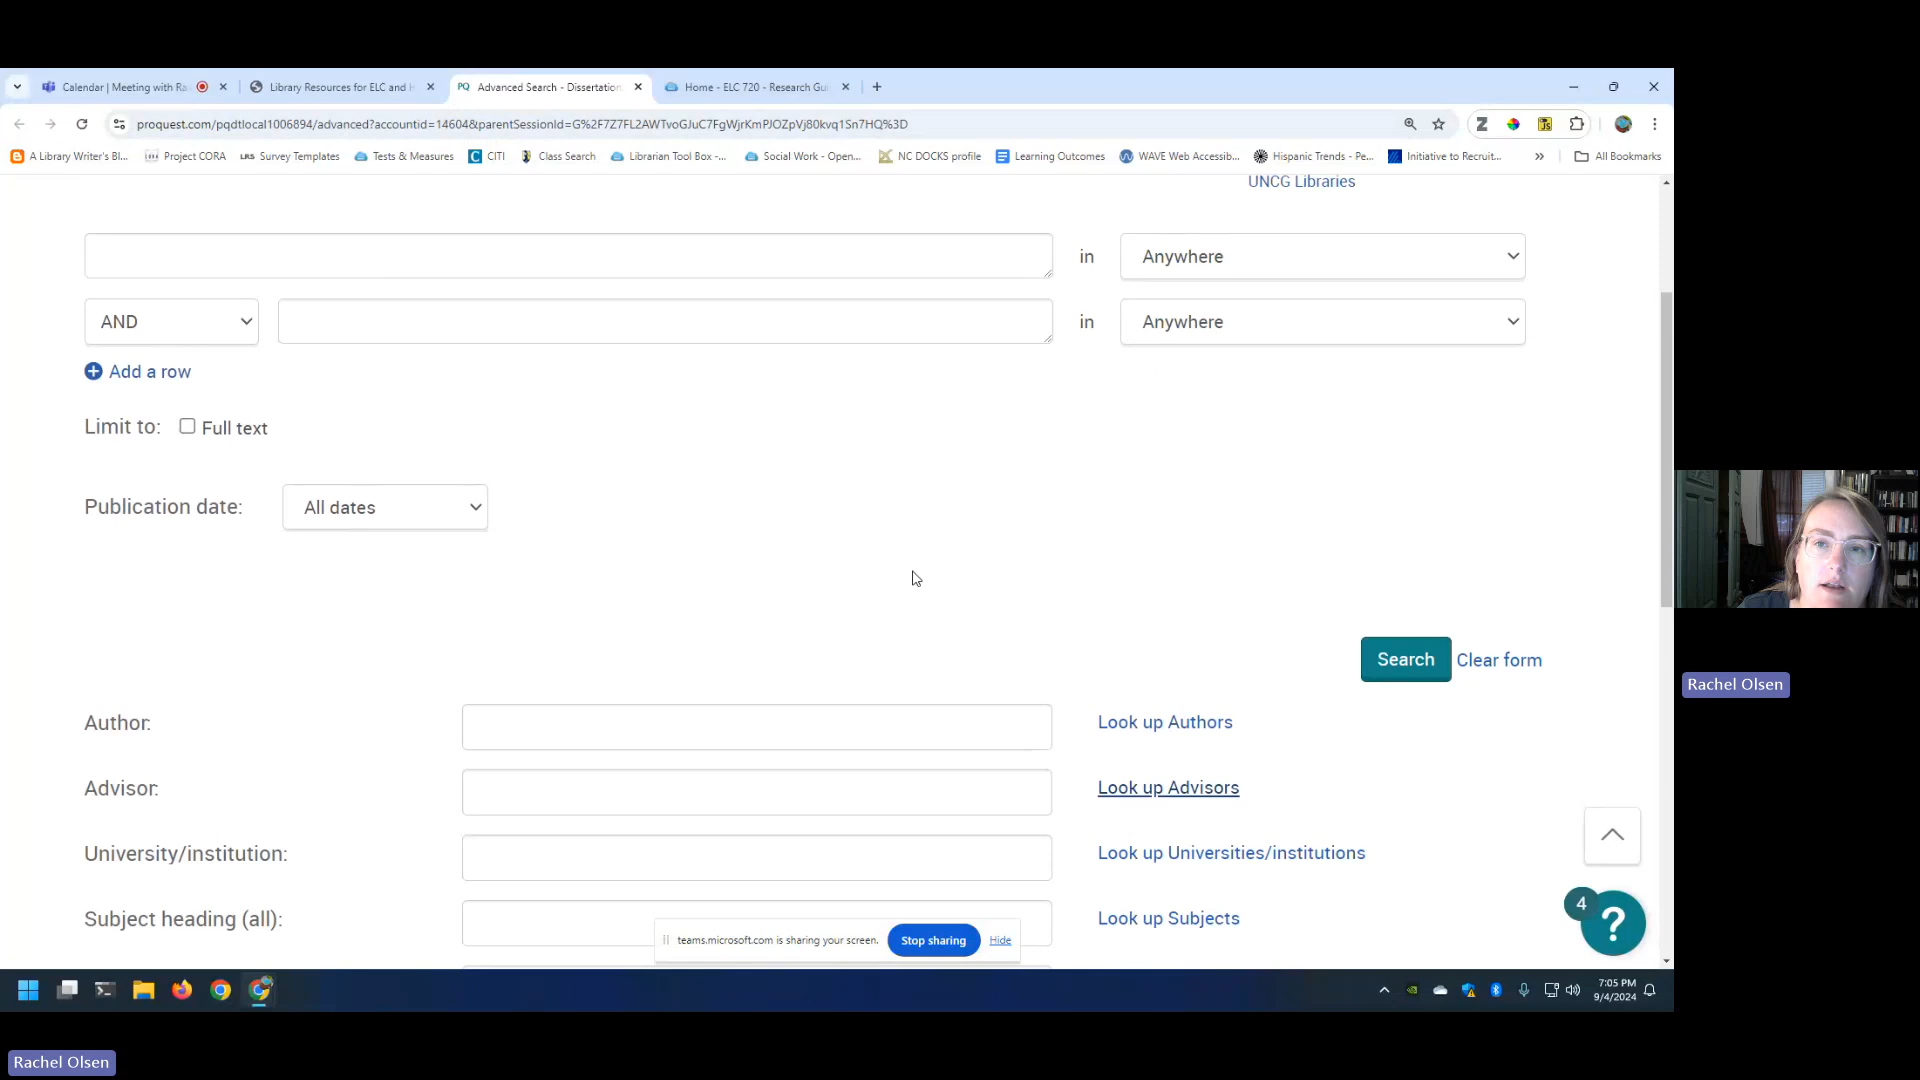 Calendar | Meeting with Ra
Library Resources for ELC and H
PQ Advanced Search - Dissertation
Home - ELC 720 - Research Gui
proquest.com/pqdtlocal1006894/advanced?accountid=14604&parentSessionId=G%2F7Z7FL2AWTvoGJuC7FgWjrKmPJOZpVj80kvq1Sn7HQ%3D
A Library Writer's Bl...
Project CORA
LRS Survey Templates
Tests & Measures
CITI
Class Search
Librarian Tool Box -...
Social Work - Open...
NC DOCKS profile
Learning Outcomes
WAVE Web Accessib...
Hispanic Trends - Pe...
Initiative to Recruit...
All Bookmarks
UNCG Libraries
in Anywhere
AND in Anywhere
Add a row
Limit to: Full text
Publication date: All dates
Search Clear form
Author: Look up Authors
Advisor: Look up Advisors
University/institution: Look up Universities/institutions
Subject heading (all): Look up Subjects
4
?
teams.microsoft.com is sharing your screen. Stop sharing Hide
7:05 PM
9/4/2024
Rachel Olsen
Rachel Olsen